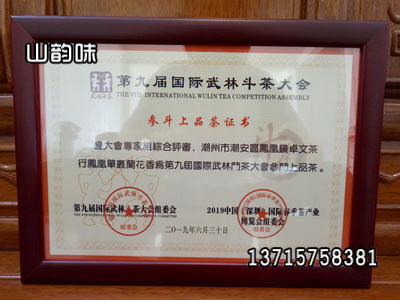 山韵味
第九届国际武林斗茶大会
THE 9TH INTERNATIONAL WULIN TEA COMPETITION ASSEMBLY
参斗上品茶证书
大會專家組綜合評審，潮州市潮安區鳳凰鎮卓文茶
行鳳凰單叢蘭花香爲第九屆國際武林鬥茶大會參鬥上品茶。
第九届国际武林斗茶大会组委会
2019中国（深圳）国际春季茶产业
博览会组委会
二〇一九年六月三十日
13715758381